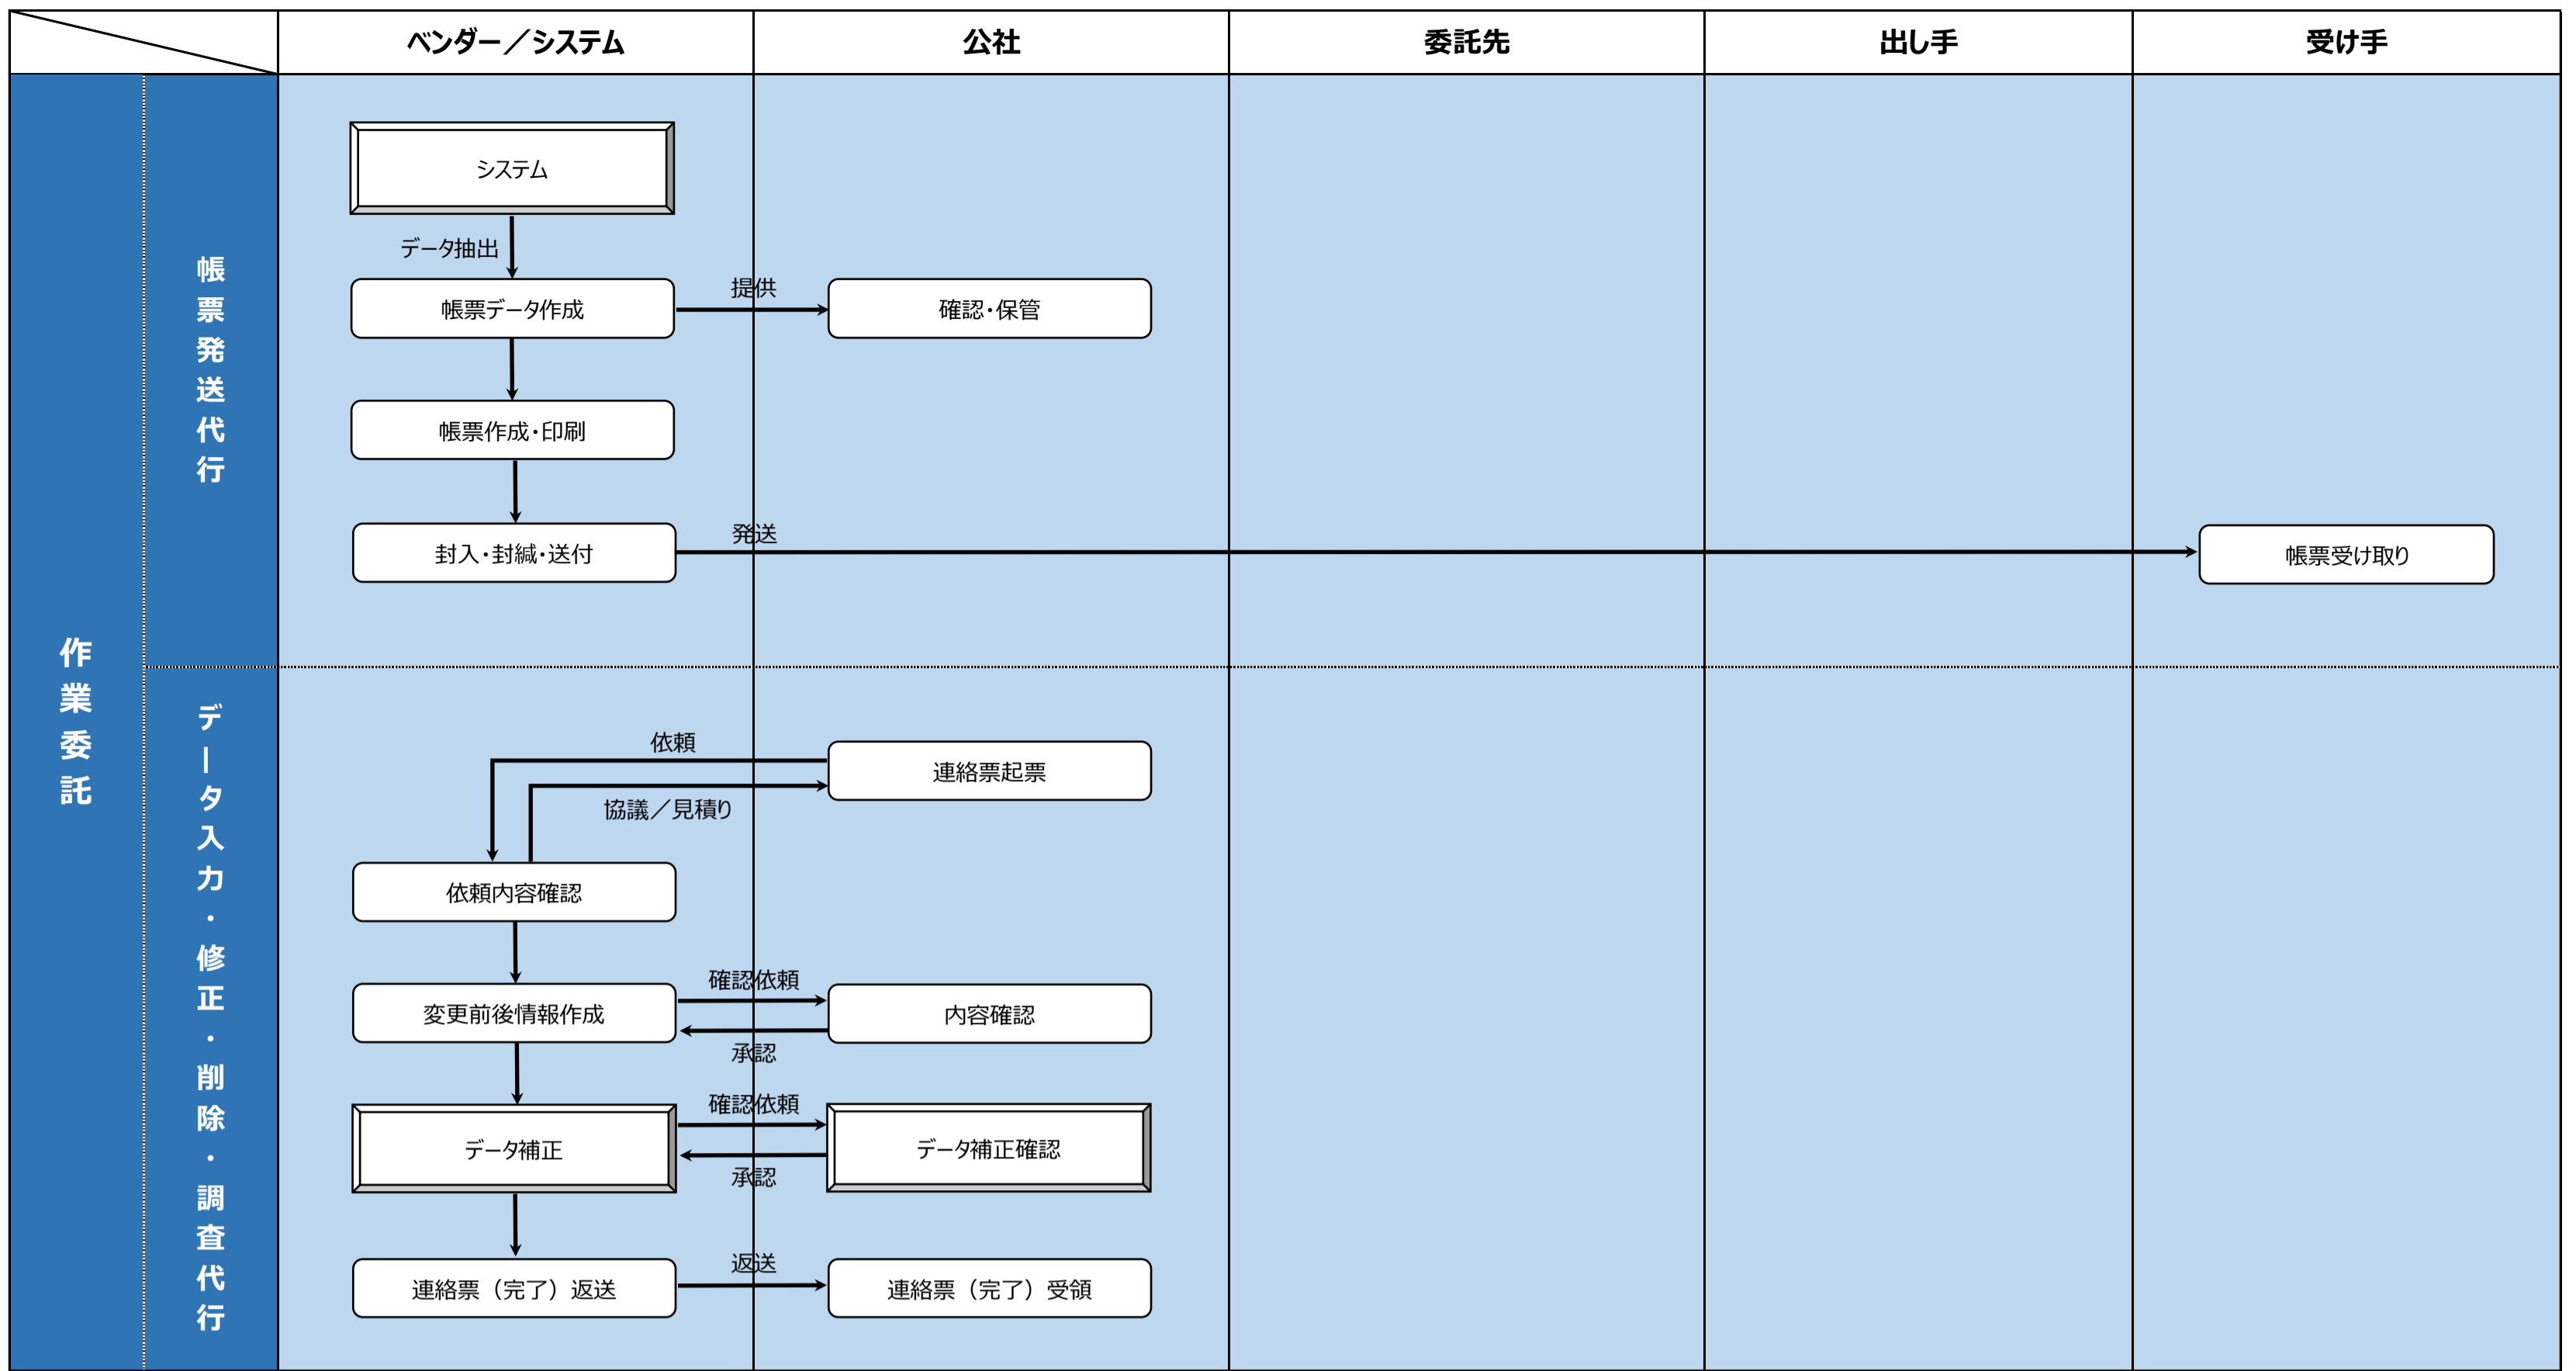 ベンダー／システム
公社
委託先
出し手
受け手
作業委託
帳票発送代行
システム
データ抽出
帳票データ作成
提供
確認・保管
帳票作成・印刷
封入・封緘・送付
発送
帳票受け取り
データ入力・修正・削除・調査代行
依頼
連絡票起票
協議／見積り
依頼内容確認
変更前後情報作成
確認依頼
内容確認
承認
データ補正
確認依頼
データ補正確認
承認
連絡票（完了）返送
返送
連絡票（完了）受領